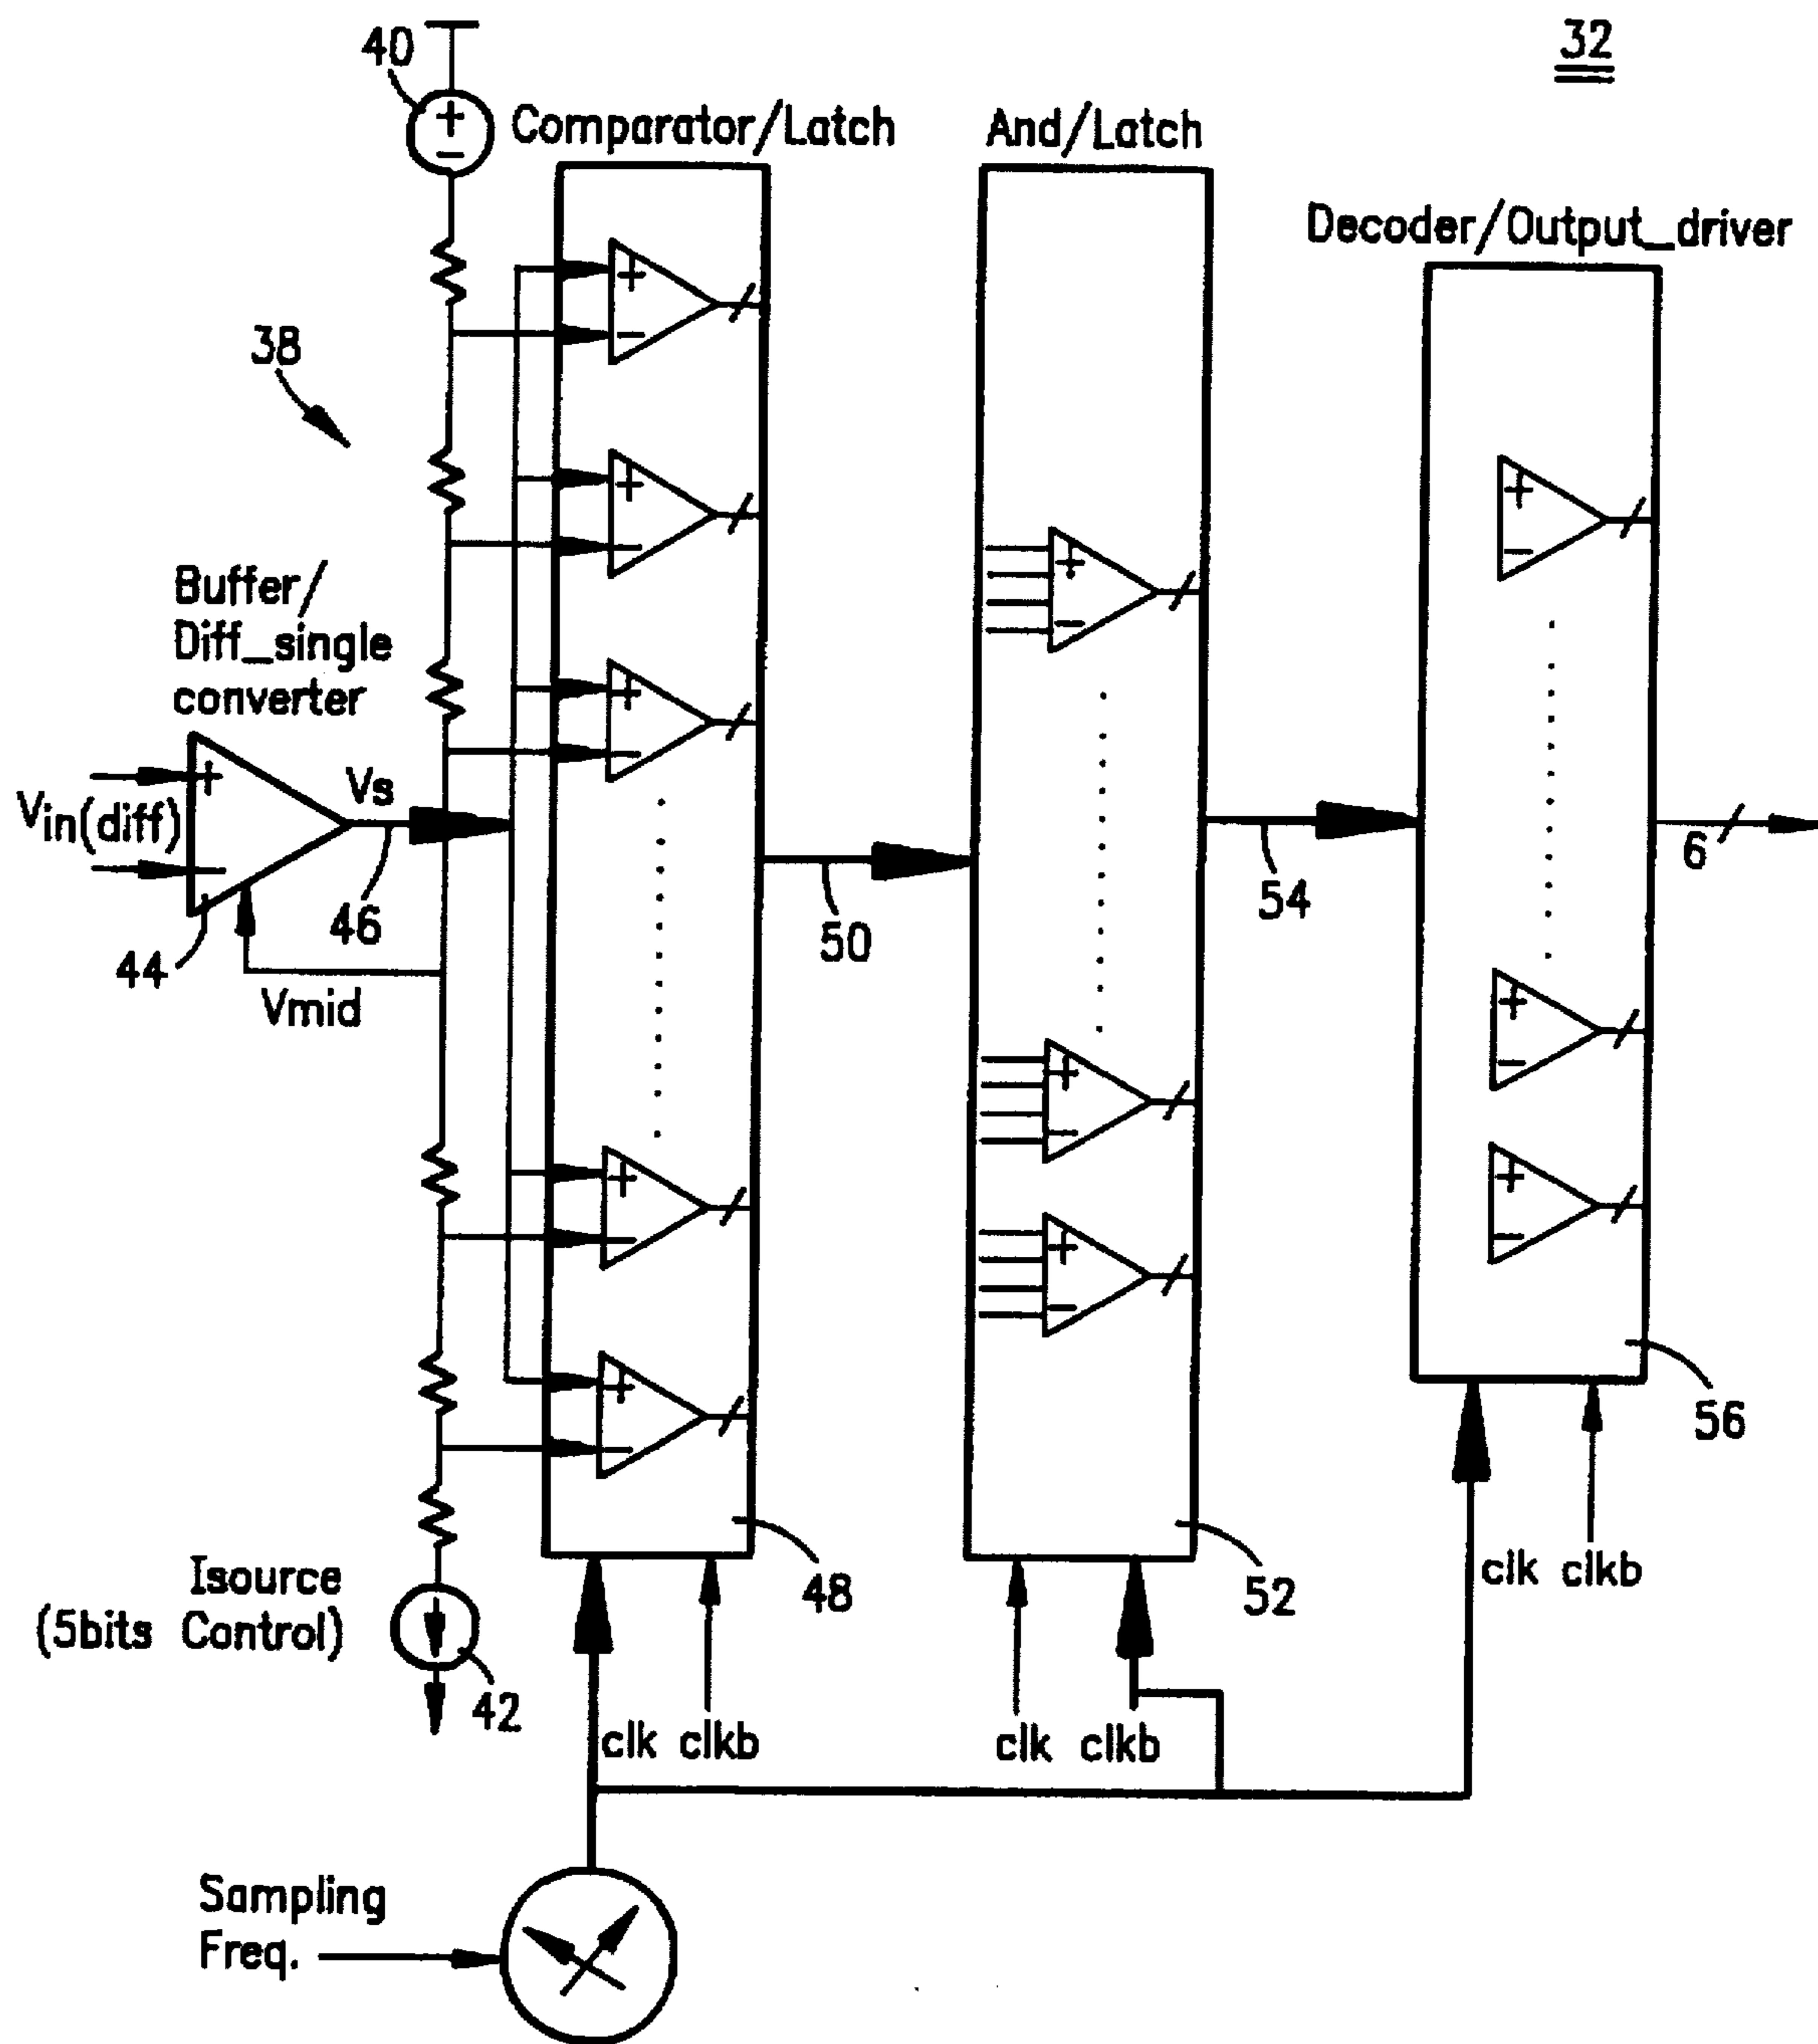 32
40
Comparator/Latch
And/Latch
Decoder/Output_driver
38
Buffer/
Diff_single
converter
Vs
Vin(diff)
+
-
46
44
Vmid
50
54
6
56
Isource
(5bits Control)
42
48
52
clk clkb
clk clkb
clk clkb
Sampling
Freq.